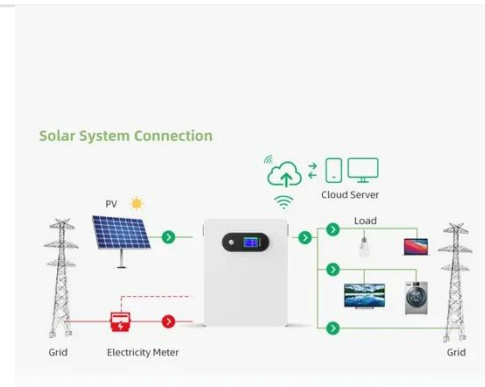 Solar System Connection
Cloud Server
PV
Load
Grid
Electricity Meter
Grid